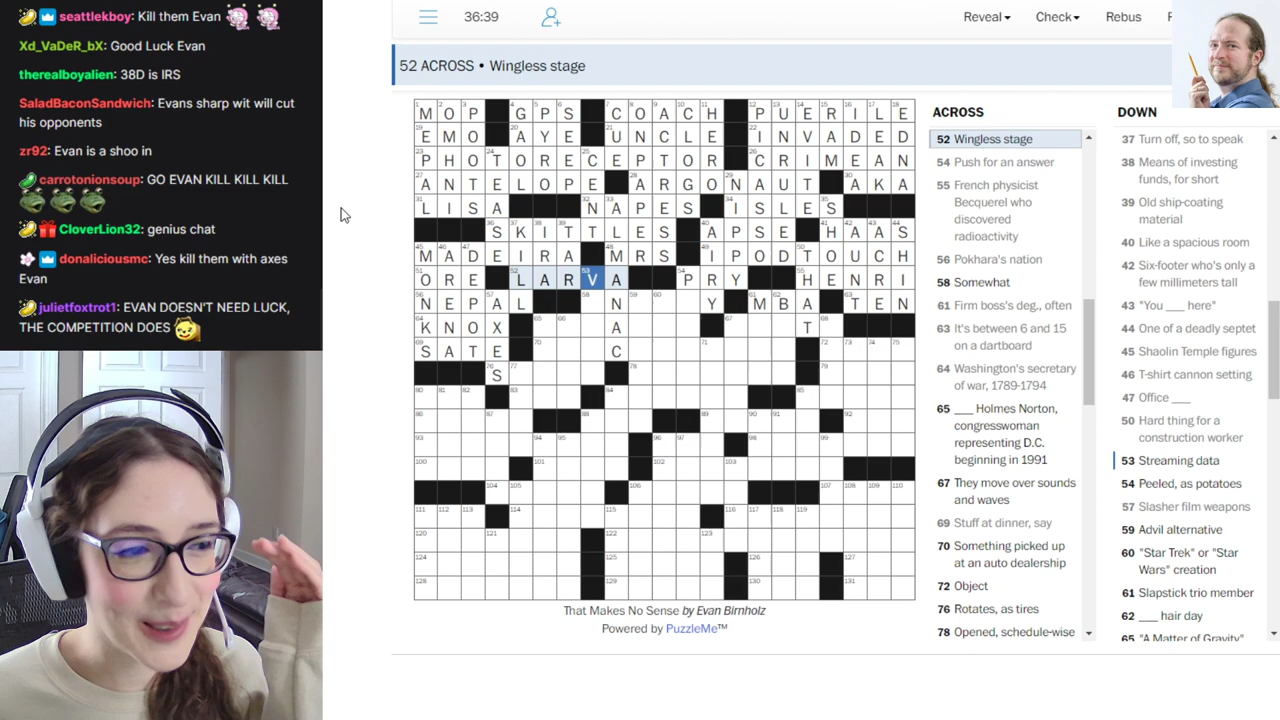 seattlekboy: Kill them Evan
Xd_VaDeR_bX: Good Luck Evan
therealboyalien: 38D is IRS
SaladBaconSandwich: Evans sharp wit will cut
his opponents
zr92: Evan is a shoo in
carrotonionsoup: GO EVAN KILL KILL KILL
CloverLion32: genius chat
donaliciousmc: Yes kill them with axes
Evan
julietfoxtrot1: EVAN DOESN'T NEED LUCK,
THE COMPETITION DOES
36:39
Reveal
Check
Rebus
52 ACROSS • Wingless stage
M O P G P S C O A C H P U E R I L E
E M O A Y E U N C L E I N V A D E D
P H O T O R E C E P T O R C R I M E A N
A N T E L O P E A R G O N A U T A K A
L I S A N A P E S I S L E S
S K I T T L E S A P S E H A A S
M A D E I R A M R S I P O D T O U C H
O R E L A R V A P R Y H E N R I
N E P A L N Y M B A T E N
K N O X A T
S A T E C
S
That Makes No Sense by Evan Birnholz
Powered by PuzzleMe™
ACROSS
52 Wingless stage
54 Push for an answer
55 French physicist
Becquerel who
discovered
radioactivity
56 Pokhara's nation
58 Somewhat
61 Firm boss's deg., often
63 It's between 6 and 15
on a dartboard
64 Washington's secretary
of war, 1789-1794
65 ___ Holmes Norton,
congresswoman
representing D.C.
beginning in 1991
67 They move over sounds
and waves
69 Stuff at dinner, say
70 Something picked up
at an auto dealership
72 Object
76 Rotates, as tires
78 Opened, schedule-wise
DOWN
37 Turn off, so to speak
38 Means of investing
funds, for short
39 Old ship-coating
material
40 Like a spacious room
42 Six-footer who's only a
few millimeters tall
43 "You ___ here"
44 One of a deadly septet
45 Shaolin Temple figures
46 T-shirt cannon setting
47 Office ___
50 Hard thing for a
construction worker
53 Streaming data
54 Peeled, as potatoes
57 Slasher film weapons
59 Advil alternative
60 "Star Trek" or "Star
Wars" creation
61 Slapstick trio member
62 ___ hair day
65 "A Matter of Gravity"